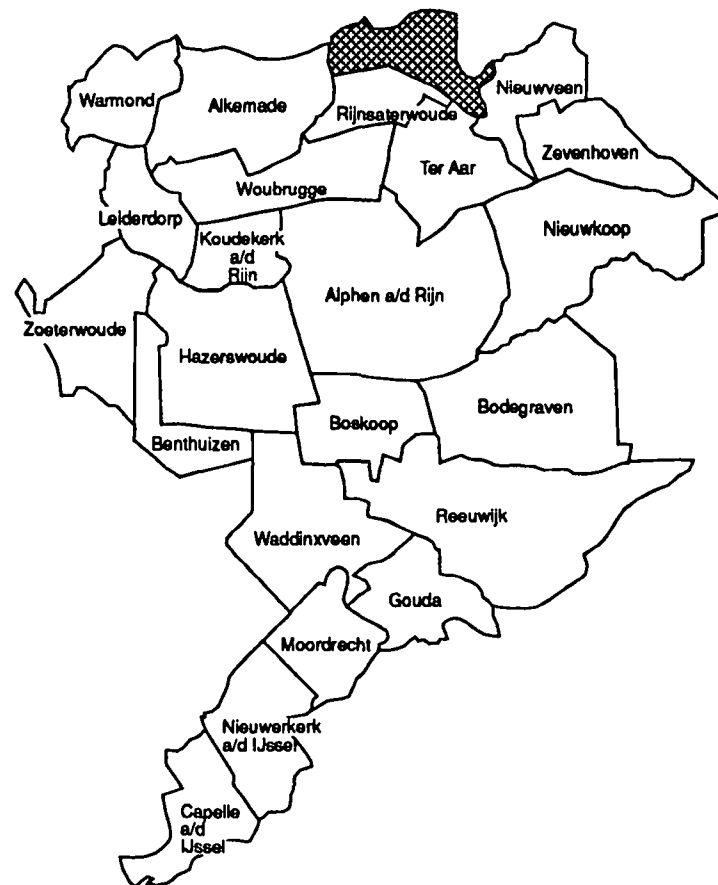 Warmond
Alkemade
Rijnsaterwoude
Nieuwveen
Zevenhoven
Ter Aar
Woubrugge
Leiderdorp
Koudekerk
a/d
Rijn
Nieuwkoop
Alphen a/d Rijn
Zoeterwoude
Hazerswoude
Boskoop
Bodegraven
Benthuizen
Reeuwijk
Waddinxveen
Gouda
Moordrecht
Nieuwerkerk
a/d IJssel
Capelle
a/d
IJssel